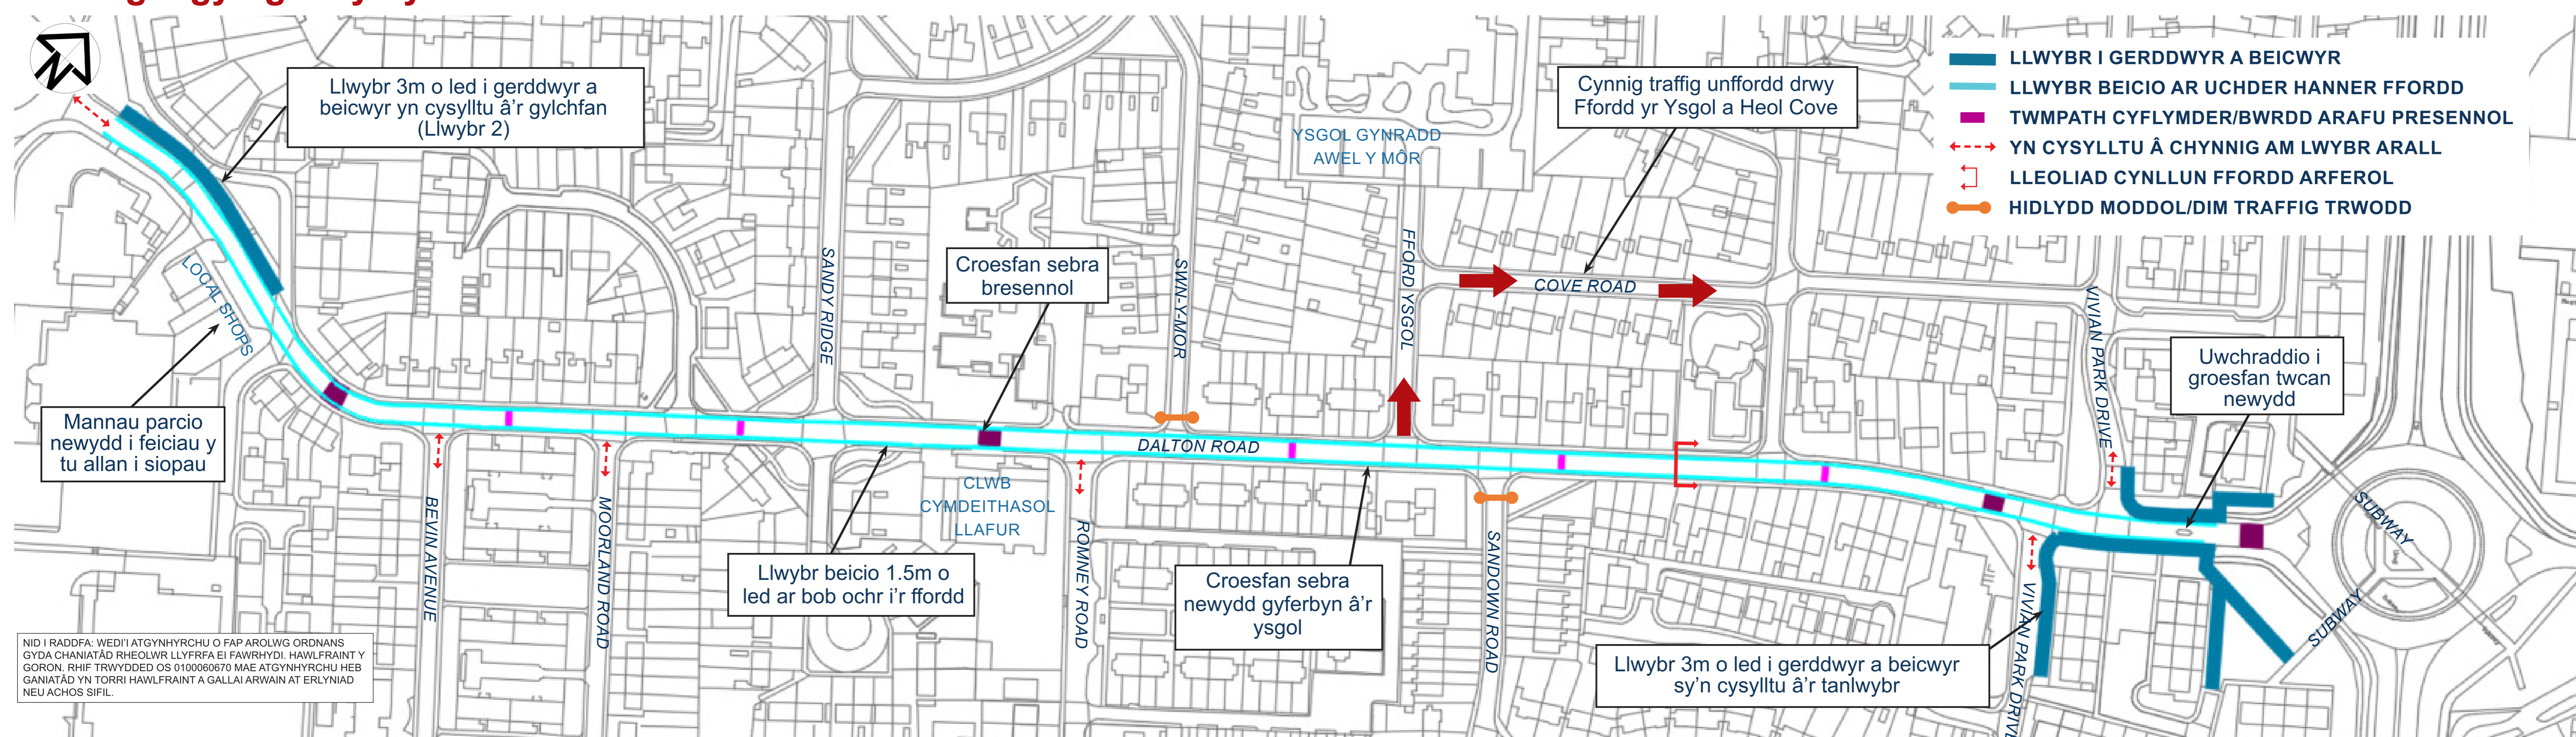 Llwybr 3m o led i gerddwyr a
beicwyr yn cysylltu â'r gylchfan
(Llwybr 2)
Cynnig traffig unffordd drwy
Ffordd yr Ysgol a Heol Cove
LLWYBR I GERDDWYR A BEICWYR
LLWYBR BEICIO AR UCHDER HANNER FFORDD
TWMPATH CYFLYMDER/BWRDD ARAFU PRESENNOL
YN CYSYLLTU Â CHYNNIG AM LWYBR ARALL
LLEOLIAD CYNLLUN FFORDD ARFEROL
HIDLYDD MODDOL/DIM TRAFFIG TRWODD
YSGOL GYNRADD
AWEL Y MÔR
LOCAL SHOPS
SANDY RIDGE
Croesfan sebra
bresennol
SWN-Y-MOR
FFORD YSGOL
COVE ROAD
VIVIAN PARK DRIVE
Uwchraddio i
groesfan twcan
newydd
Mannau parcio
newydd i feiciau y
tu allan i siopau
DALTON ROAD
CLWB
CYMDEITHASOL
LLAFUR
BEVIN AVENUE
MOORLAND ROAD
Llwybr beicio 1.5m o
led ar bob ochr i'r ffordd
ROMNEY ROAD
Croesfan sebra
newydd gyferbyn â'r
ysgol
SANDOWN ROAD
SUBWAY
SUBWAY
VIVIAN PARK DRIVE
Llwybr 3m o led i gerddwyr a beicwyr
sy'n cysylltu â'r tanlwybr
NID I RADDFA: WEDI'I ATGYNHYRCHU O FAP AROLWG ORDNANS
GYDA CHANIATÂD RHEOLWR LLYFRFA EI FAWRHYDI. HAWLFRAINT Y
GORON. RHIF TRWYDDED OS 0100060670 MAE ATGYNHYRCHU HEB
GANIATÂD YN TORRI HAWLFRAINT A GALLAI ARWAIN AT ERLYNIAD
NEU ACHOS SIFIL.